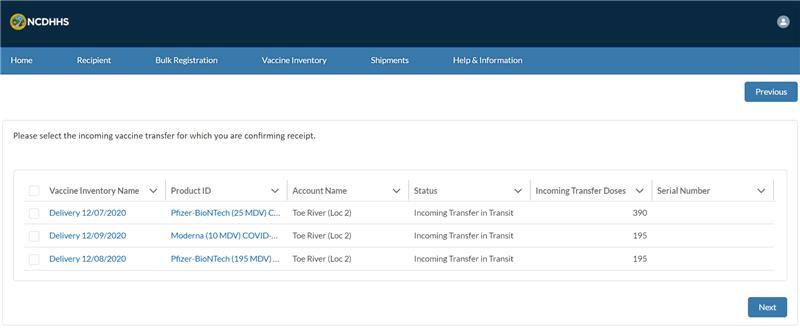 NCDHHS
Home Recipient Bulk Registration Vaccine Inventory Shipments Help & Information
Previous
Please select the incoming vaccine transfer for which you are confirming receipt.
Vaccine Inventory Name Product ID Account Name Status Incoming Transfer Doses Serial Number
Delivery 12/07/2020 Pfizer-BioNTech (25 MDV) C... Toe River (Loc 2) Incoming Transfer in Transit 390
Delivery 12/09/2020 Moderna (10 MDV) COVID-... Toe River (Loc 2) Incoming Transfer in Transit 195
Delivery 12/08/2020 Pfizer-BioNTech (195 MDV) ... Toe River (Loc 2) Incoming Transfer in Transit 195
Next